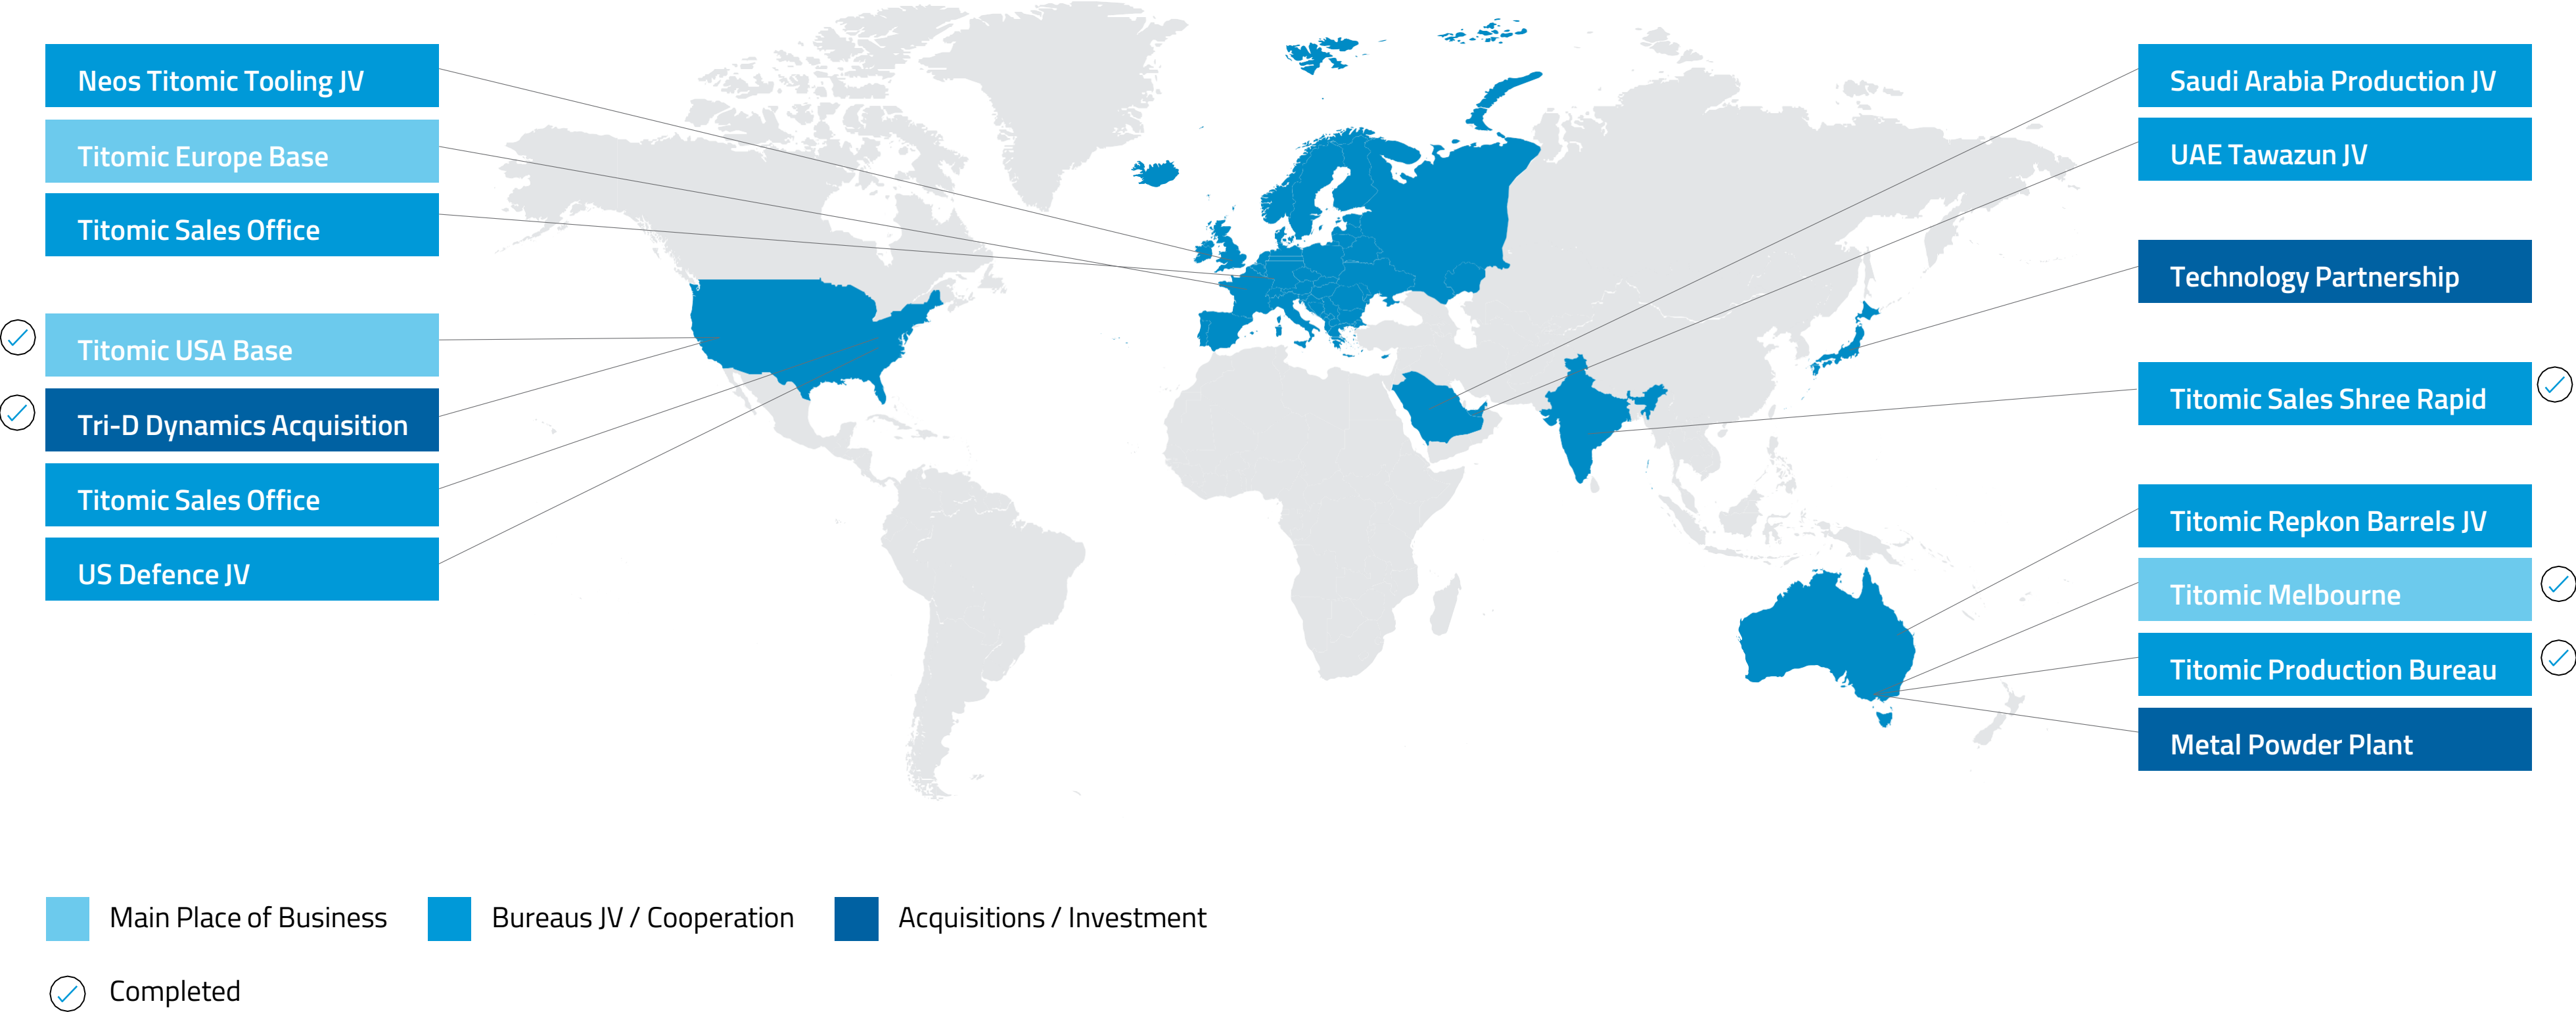 Neos Titomic Tooling JV
Titomic Europe Base
Titomic Sales Office
Titomic USA Base
Tri-D Dynamics Acquisition
Titomic Sales Office
US Defence JV
Saudi Arabia Production JV
UAE Tawazun JV
Technology Partnership
Titomic Sales Shree Rapid
Titomic Repkon Barrels JV
Titomic Melbourne
Titomic Production Bureau
Metal Powder Plant
Main Place of Business
Bureaus JV / Cooperation
Acquisitions / Investment
Completed